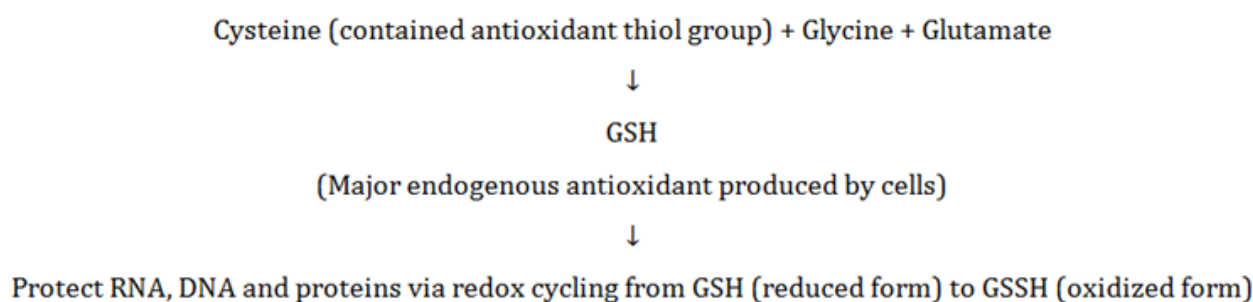 Cysteine (contained antioxidant thiol group) + Glycine + Glutamate
↓
GSH
(Major endogenous antioxidant produced by cells)
↓
Protect RNA, DNA and proteins via redox cycling from GSH (reduced form) to GSSH (oxidized form)